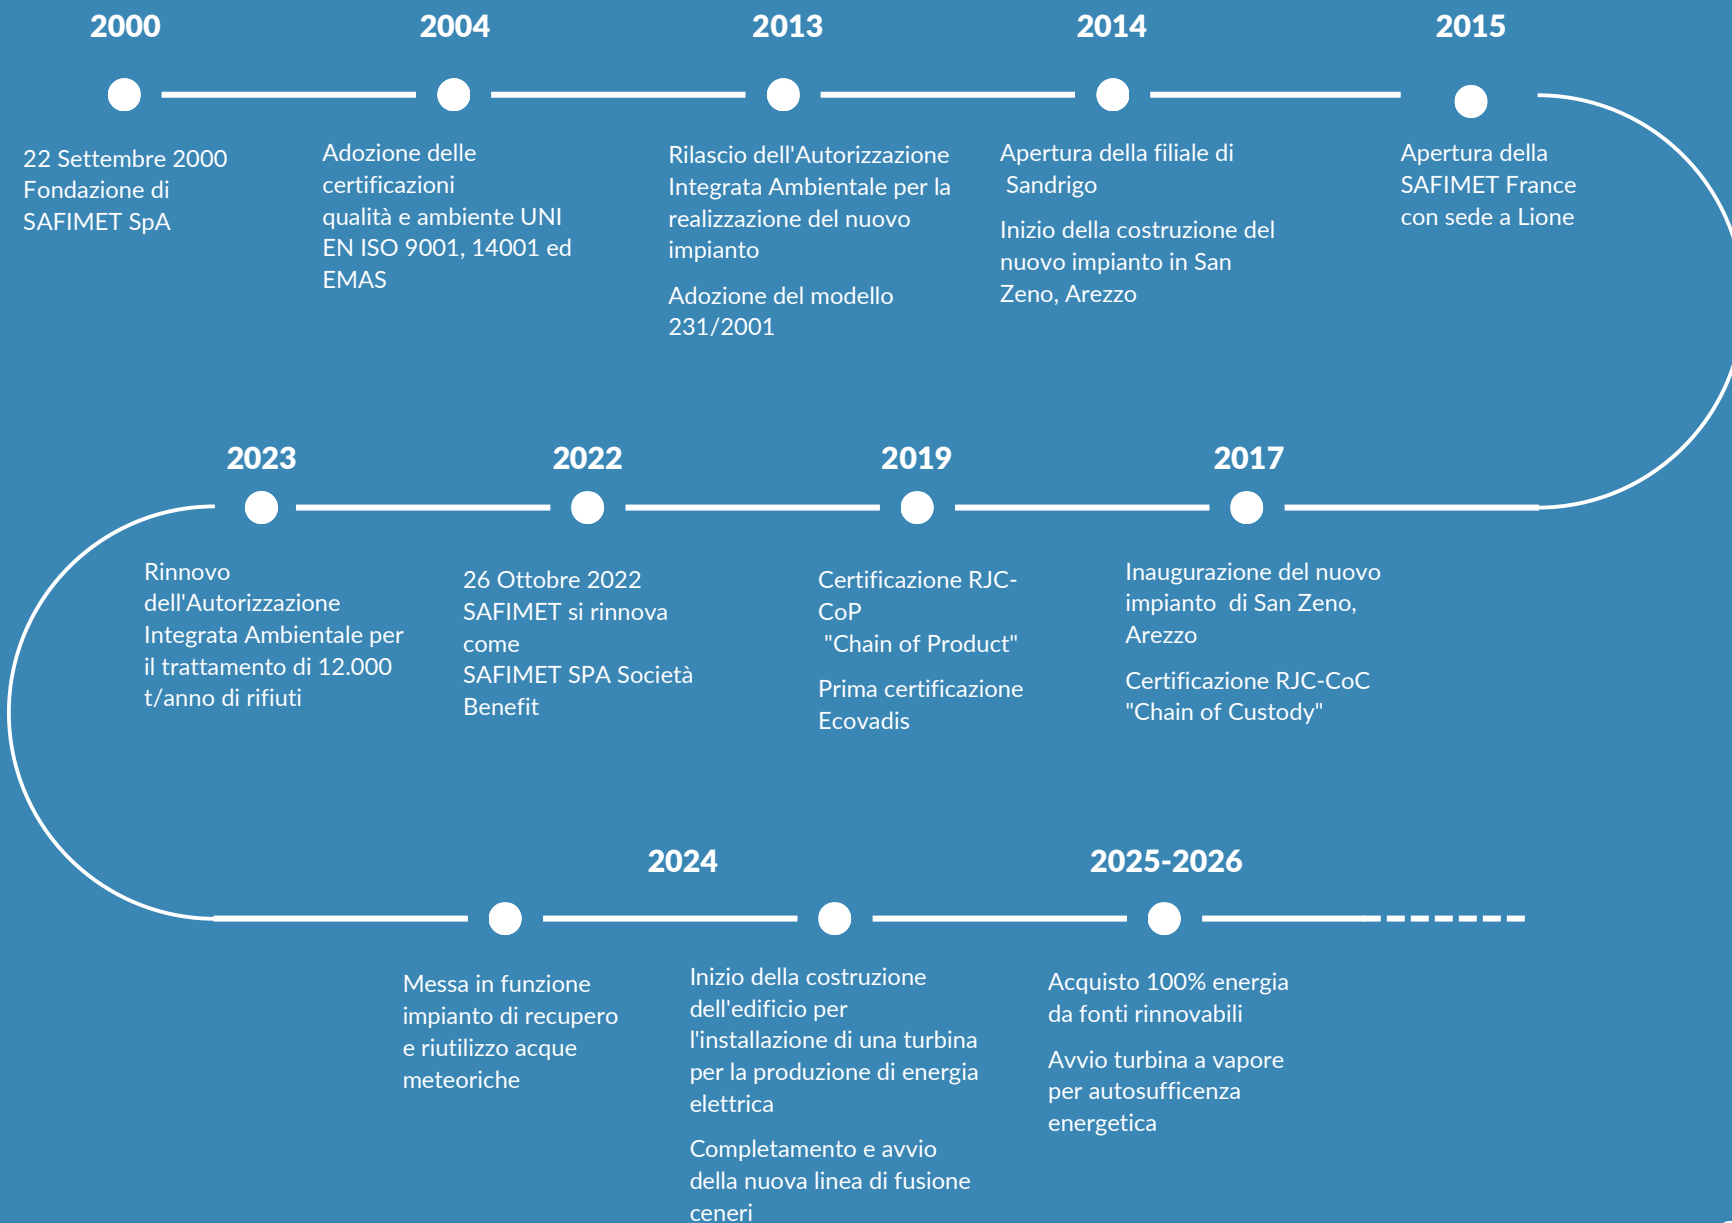 2000
22 Settembre 2000
Fondazione di
SAFIMET SpA
2004
Adozione delle
certificazioni
qualità e ambiente UNI
EN ISO 9001, 14001 ed
EMAS
2013
Rilascio dell'Autorizzazione
Integrata Ambientale per la
realizzazione del nuovo
impianto
Adozione del modello
231/2001
2014
Apertura della filiale di
Sandrigo
Inizio della costruzione del
nuovo impianto in San
Zeno, Arezzo
2015
Apertura della
SAFIMET France
con sede a Lione
2017
Inaugurazione del nuovo
impianto di San Zeno,
Arezzo
Certificazione RJC-CoC
"Chain of Custody"
2019
Certificazione RJC-
CoP
"Chain of Product"
Prima certificazione
Ecovadis
2022
26 Ottobre 2022
SAFIMET si rinnova
come
SAFIMET SPA Società
Benefit
2023
Rinnovo
dell'Autorizzazione
Integrata Ambientale per
il trattamento di 12.000
t/anno di rifiuti
2024
Messa in funzione
impianto di recupero
e riutilizzo acque
meteoriche
Inizio della costruzione
dell'edificio per
l'installazione di una turbina
per la produzione di energia
elettrica
Completamento e avvio
della nuova linea di fusione
ceneri
2025-2026
Acquisto 100% energia
da fonti rinnovabili
Avvio turbina a vapore
per autosufficenza
energetica